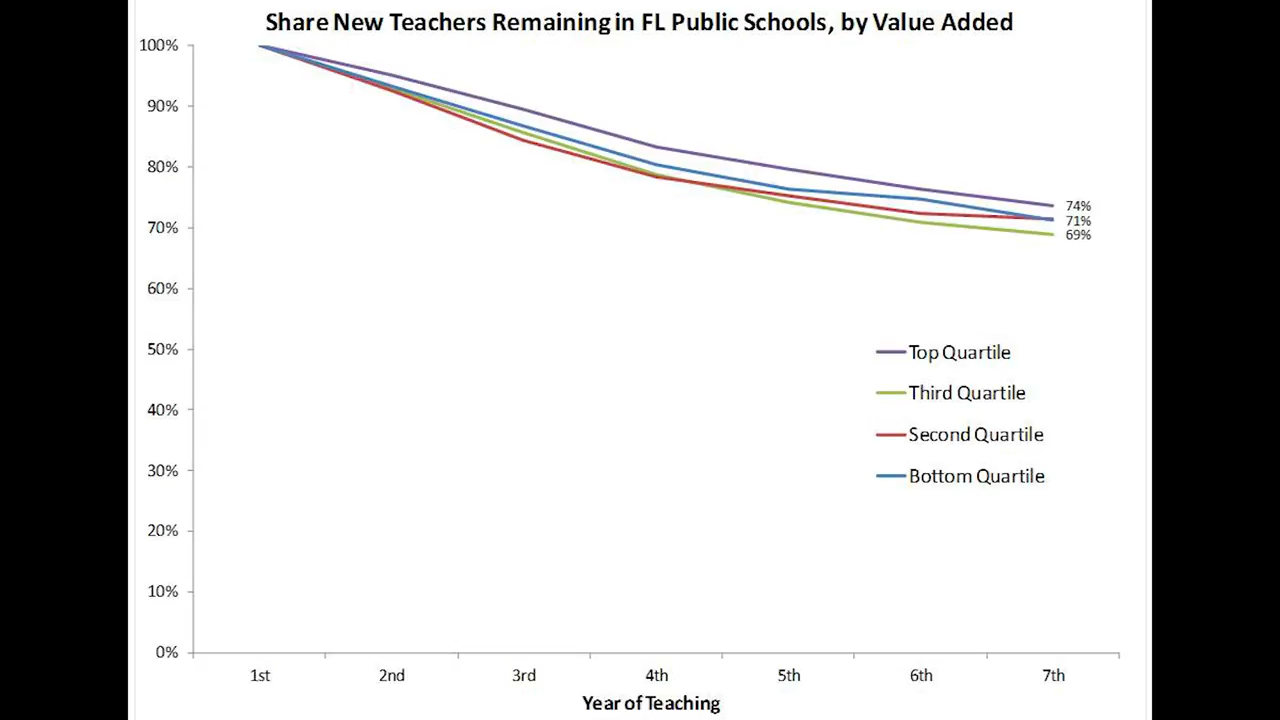 Share New Teachers Remaining in FL Public Schools, by Value Added
100%
90%
80%
70%
60%
50%
40%
30%
20%
10%
0%
74%
71%
69%
Top Quartile
Third Quartile
Second Quartile
Bottom Quartile
1st 2nd 3rd 4th 5th 6th 7th
Year of Teaching